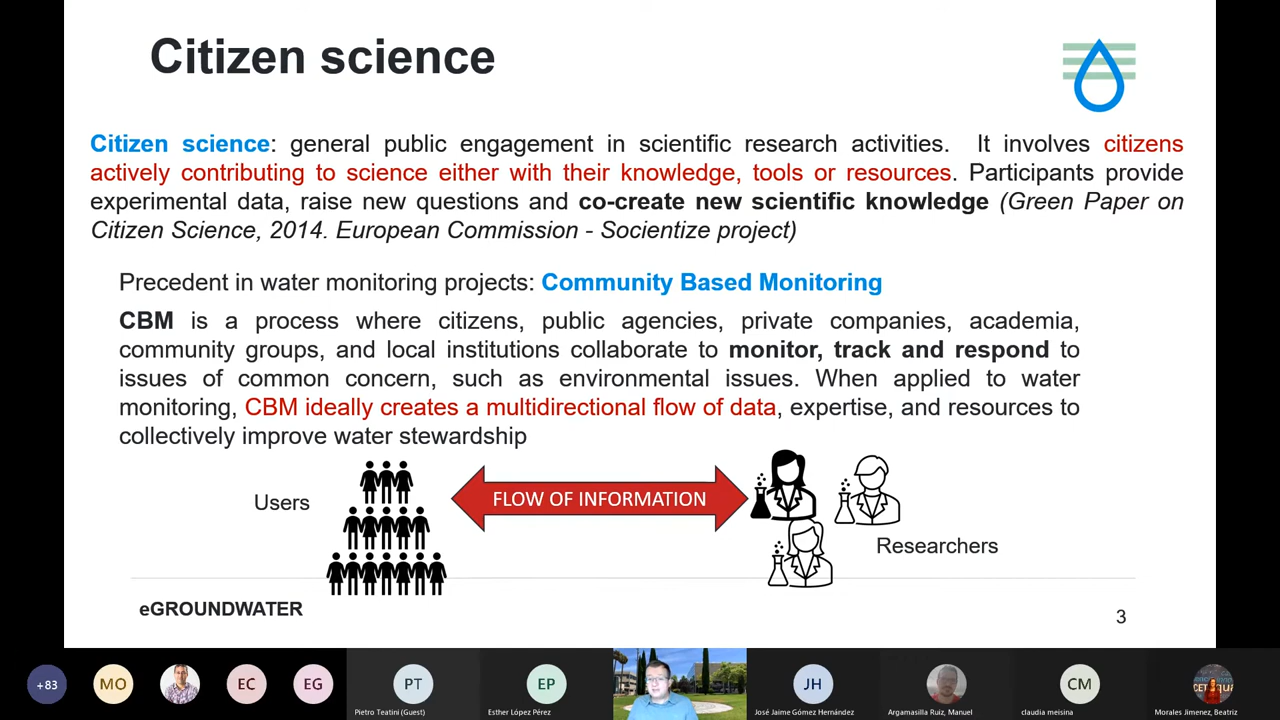 Citizen science
Citizen science: general public engagement in scientific research activities. It involves citizens
actively contributing to science either with their knowledge, tools or resources. Participants provide
experimental data, raise new questions and co-create new scientific knowledge (Green Paper on
Citizen Science, 2014. European Commission - Socientize project)
Precedent in water monitoring projects: Community Based Monitoring
CBM is a process where citizens, public agencies, private companies, academia,
community groups, and local institutions collaborate to monitor, track and respond to
issues of common concern, such as environmental issues. When applied to water
monitoring, CBM ideally creates a multidirectional flow of data, expertise, and resources to
collectively improve water stewardship
Users
FLOW OF INFORMATION
Researchers
eGROUNDWATER
3
+83
MO
EC
EG
PT
EP
JH
CM
Pietro Teatini (Guest)
Esther López Pérez
José Jaime Gómez Hernández
Argamasilla Ruiz, Manuel
claudia meisina
Morales Jimenez, Beatriz